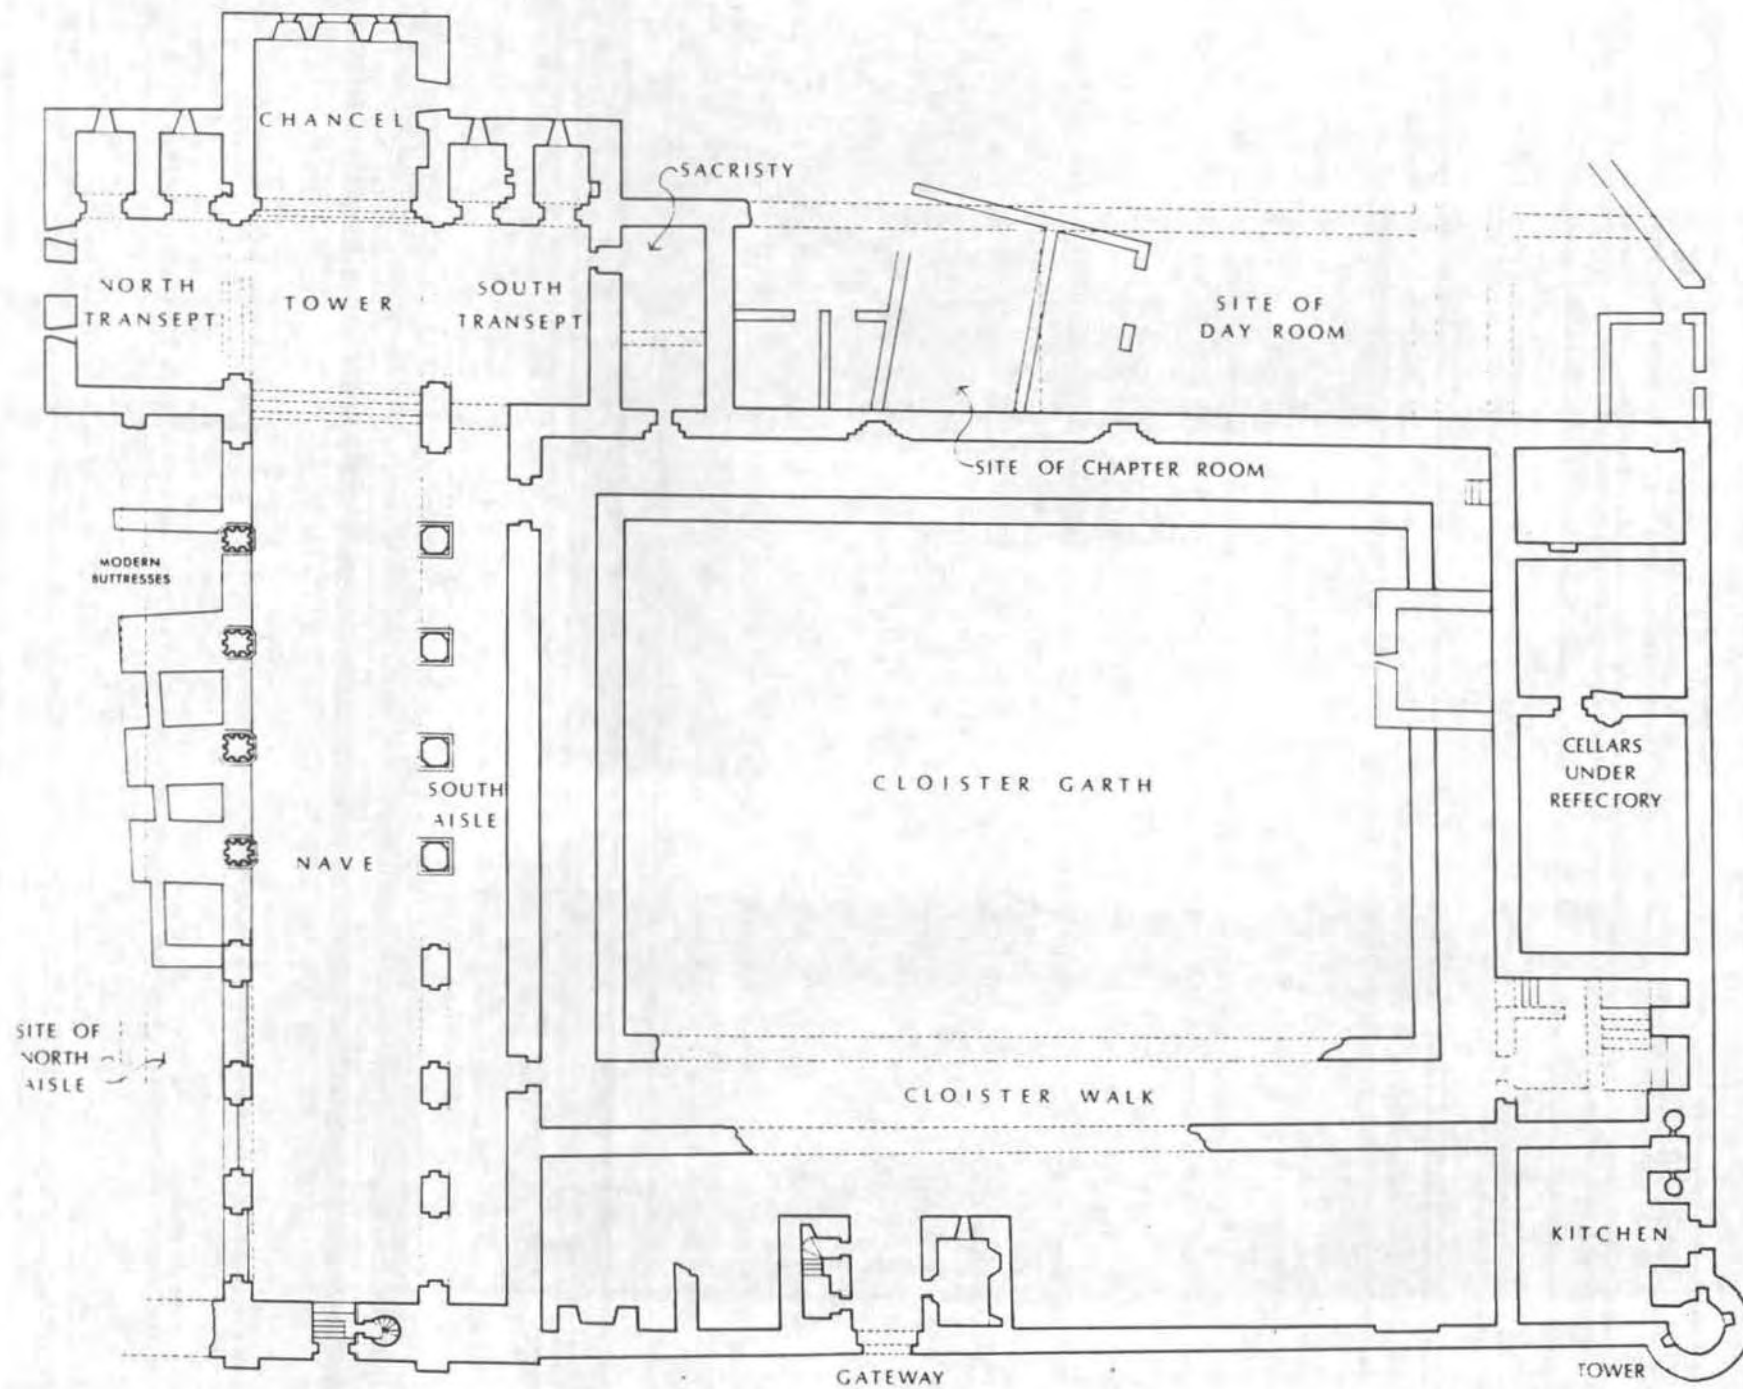 CHANCEL
SACRISTY
NORTH
TRANSEPT
TOWER
SOUTH
TRANSEPT
SITE OF
DAY ROOM
SITE OF CHAPTER ROOM
MODERN
BUTTRESSES
CELLARS
UNDER
REFECTORY
CLOISTER GARTH
SOUTH
AISLE
NAVE
SITE OF
NORTH
AISLE
CLOISTER WALK
KITCHEN
GATEWAY
TOWER